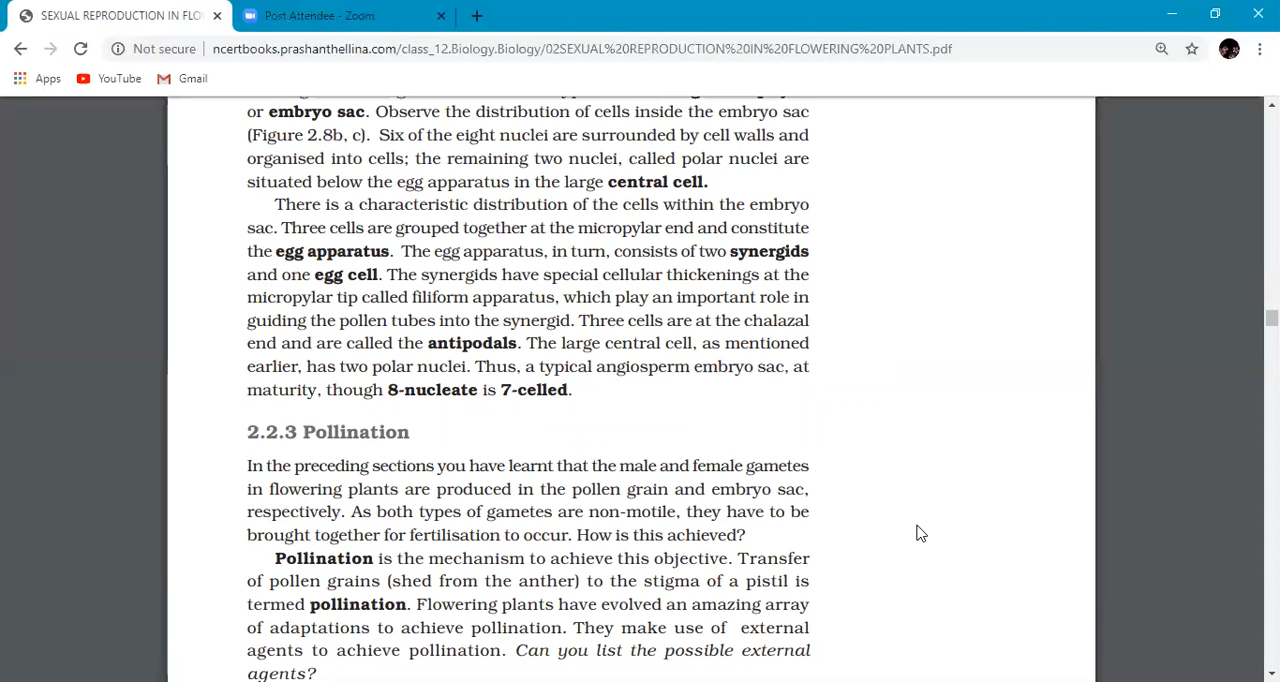 SEXUAL REPRODUCTION IN FLO
Post Attendee - Zoom
Not secure
ncertbooks.prashanthellina.com/class_12.Biology.Biology/02SEXUAL%20REPRODUCTION%20IN%20FLOWERING%20PLANTS.pdf
Apps YouTube Gmail
or embryo sac. Observe the distribution of cells inside the embryo sac
(Figure 2.8b, c). Six of the eight nuclei are surrounded by cell walls and
organised into cells; the remaining two nuclei, called polar nuclei are
situated below the egg apparatus in the large central cell.
There is a characteristic distribution of the cells within the embryo
sac. Three cells are grouped together at the micropylar end and constitute
the egg apparatus. The egg apparatus, in turn, consists of two synergids
and one egg cell. The synergids have special cellular thickenings at the
micropylar tip called filiform apparatus, which play an important role in
guiding the pollen tubes into the synergid. Three cells are at the chalazal
end and are called the antipodals. The large central cell, as mentioned
earlier, has two polar nuclei. Thus, a typical angiosperm embryo sac, at
maturity, though 8-nucleate is 7-celled.
2.2.3 Pollination
In the preceding sections you have learnt that the male and female gametes
in flowering plants are produced in the pollen grain and embryo sac,
respectively. As both types of gametes are non-motile, they have to be
brought together for fertilisation to occur. How is this achieved?
Pollination is the mechanism to achieve this objective. Transfer
of pollen grains (shed from the anther) to the stigma of a pistil is
termed pollination. Flowering plants have evolved an amazing array
of adaptations to achieve pollination. They make use of external
agents to achieve pollination. Can you list the possible external
agents?